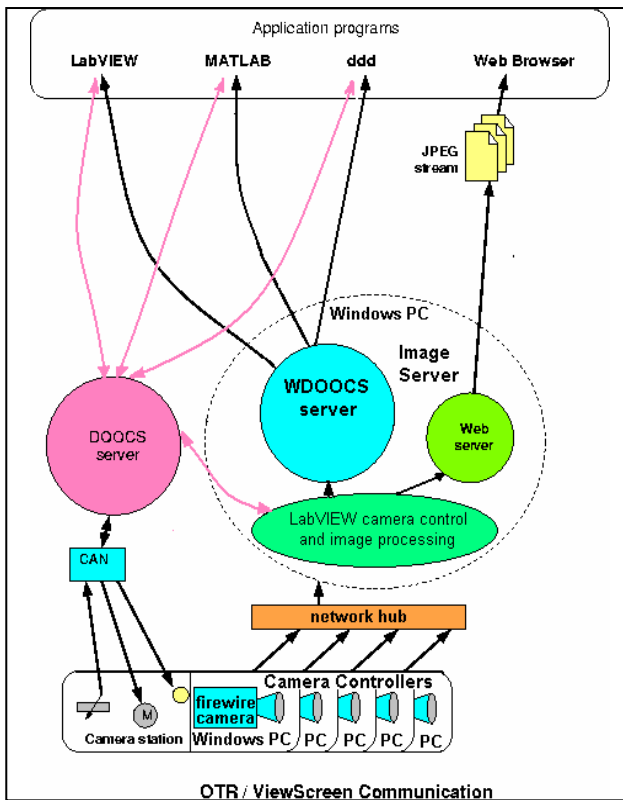 Application programs
LabVIEW MATLAB ddd Web Browser
JPEG
stream
Windows PC
Image
Server
WDOOCS
server
DOOCS
server
Web
server
LabVIEW camera control
and image processing
CAN
network hub
Camera Controllers
firewire
camera
M
Camera station
Windows PC PC PC PC PC
OTR / ViewScreen Communication